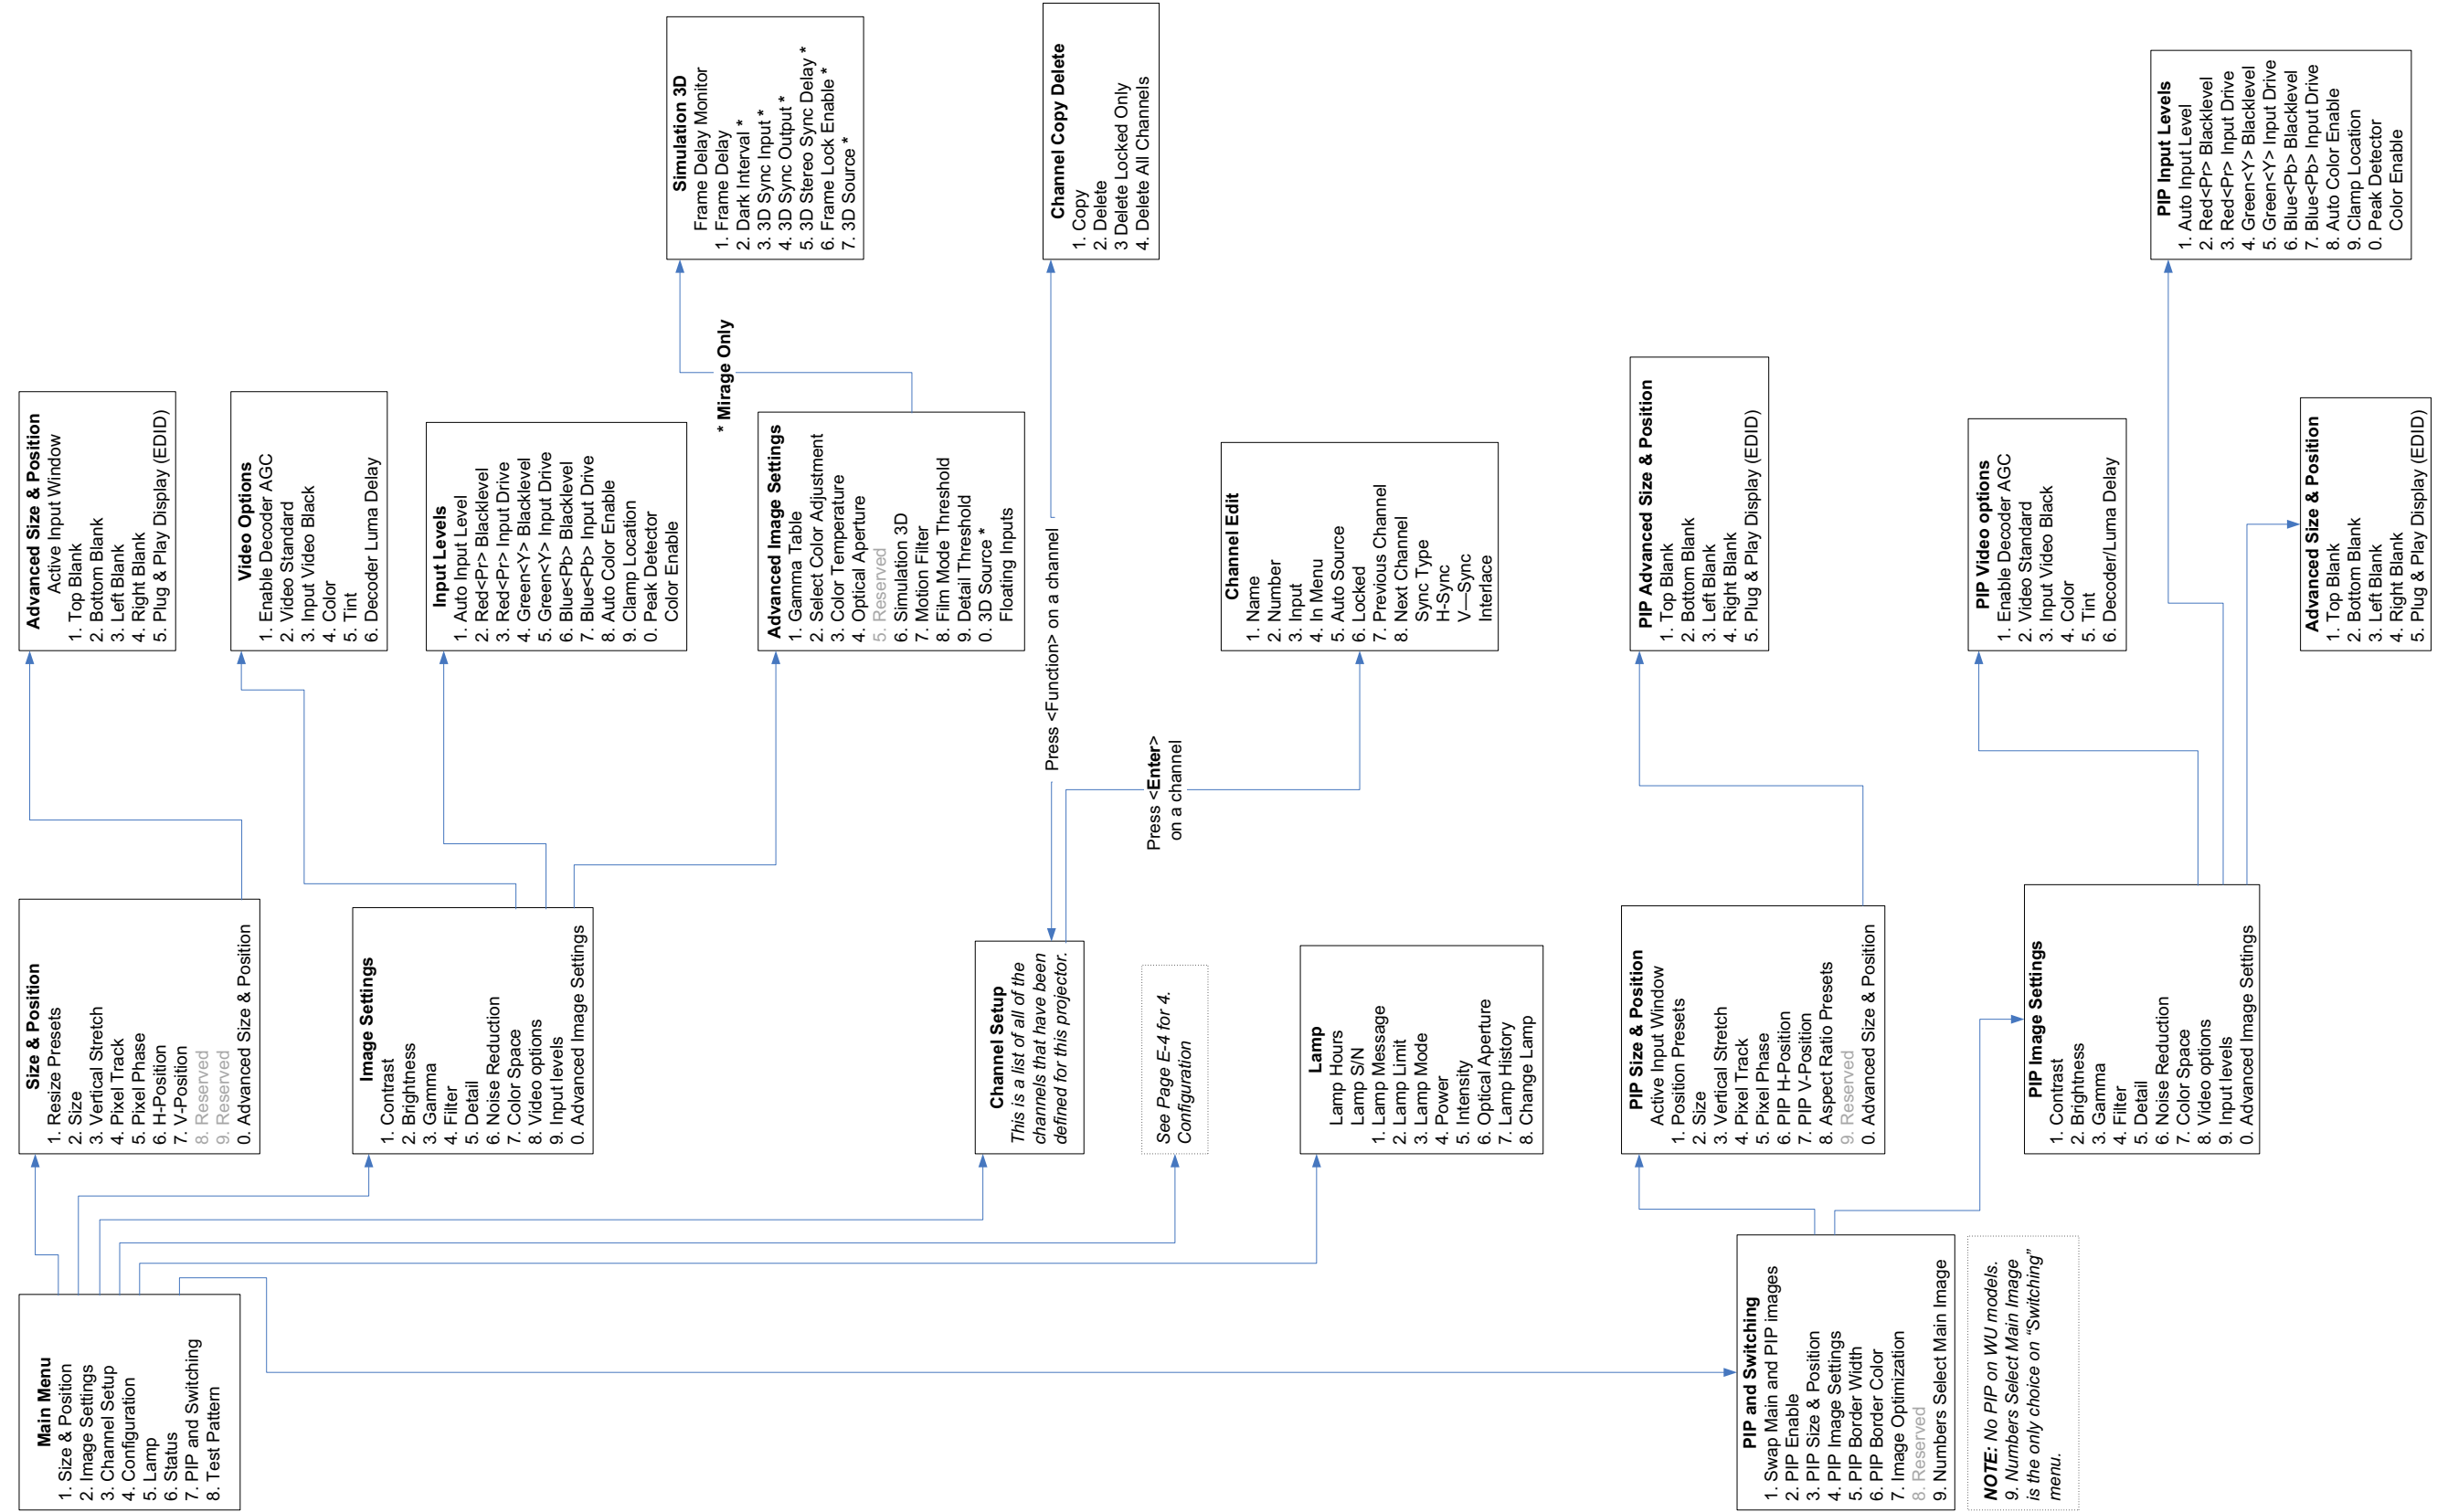 Main Menu
1. Size & Position
2. Image Settings
3. Channel Setup
4. Configuration
5. Lamp
6. Status
7. PIP and Switching
8. Test Pattern
Size & Position
1. Resize Presets
2. Size
3. Vertical Stretch
4. Pixel Track
5. Pixel Phase
6. H-Position
7. V-Position
8. Reserved
9. Reserved
0. Advanced Size & Position
Advanced Size & Position
Active Input Window
1. Top Blank
2. Bottom Blank
3. Left Blank
4. Right Blank
5. Plug & Play Display (EDID)
Image Settings
1. Contrast
2. Brightness
3. Gamma
4. Filter
5. Detail
6. Noise Reduction
7. Color Space
8. Video options
9. Input levels
0. Advanced Image Settings
Video Options
1. Enable Decoder AGC
2. Video Standard
3. Input Video Black
4. Color
5. Tint
6. Decoder Luma Delay
Input Levels
1. Auto Input Level
2. Red<Pr> Blacklevel
3. Red<Pr> Input Drive
4. Green<Y> Blacklevel
5. Green<Y> Input Drive
6. Blue<Pb> Blacklevel
7. Blue<Pb> Input Drive
8. Auto Color Enable
9. Clamp Location
0. Peak Detector
Color Enable
Advanced Image Settings
1. Gamma Table
2. Select Color Adjustment
3. Color Temperature
4. Optical Aperture
5. Reserved
6. Simulation 3D
7. Motion Filter
8. Film Mode Threshold
9. Detail Threshold
0. 3D Source *
Floating Inputs
* Mirage Only
Simulation 3D
Frame Delay Monitor
1. Frame Delay
2. Dark Interval *
3. 3D Sync Input *
4. 3D Sync Output *
5. 3D Stereo Sync Delay *
6. Frame Lock Enable *
7. 3D Source *
Channel Setup
This is a list of all of the
channels that have been
defined for this projector.
Press <Function> on a channel
Channel Copy Delete
1. Copy
2. Delete
3 Delete Locked Only
4. Delete All Channels
Press <Enter>
on a channel
Channel Edit
1. Name
2. Number
3. Input
4. In Menu
5. Auto Source
6. Locked
7. Previous Channel
8. Next Channel
Sync Type
H-Sync
V—Sync
Interlace
See Page E-4 for 4.
Configuration
Lamp
Lamp Hours
Lamp S/N
1. Lamp Message
2. Lamp Limit
3. Lamp Mode
4. Power
5. Intensity
6. Optical Aperture
7. Lamp History
8. Change Lamp
PIP and Switching
1. Swap Main and PIP images
2. PIP Enable
3. PIP Size & Position
4. PIP Image Settings
5. PIP Border Width
6. PIP Border Color
7. Image Optimization
8. Reserved
9. Numbers Select Main Image
NOTE: No PIP on WU models.
9. Numbers Select Main Image
is the only choice on “Switching”
menu.
PIP Size & Position
Active Input Window
1. Position Presets
2. Size
3. Vertical Stretch
4. Pixel Track
5. Pixel Phase
6. PIP H-Position
7. PIP V-Position
8. Aspect Ratio Presets
9. Reserved
0. Advanced Size & Position
PIP Advanced Size & Position
1. Top Blank
2. Bottom Blank
3. Left Blank
4. Right Blank
5. Plug & Play Display (EDID)
PIP Image Settings
1. Contrast
2. Brightness
3. Gamma
4. Filter
5. Detail
6. Noise Reduction
7. Color Space
8. Video options
9. Input levels
0. Advanced Image Settings
PIP Video options
1. Enable Decoder AGC
2. Video Standard
3. Input Video Black
4. Color
5. Tint
6. Decoder/Luma Delay
PIP Input Levels
1. Auto Input Level
2. Red<Pr> Blacklevel
3. Red<Pr> Input Drive
4. Green<Y> Blacklevel
5. Green<Y> Input Drive
6. Blue<Pb> Blacklevel
7. Blue<Pb> Input Drive
8. Auto Color Enable
9. Clamp Location
0. Peak Detector
Color Enable
Advanced Size & Position
1. Top Blank
2. Bottom Blank
3. Left Blank
4. Right Blank
5. Plug & Play Display (EDID)